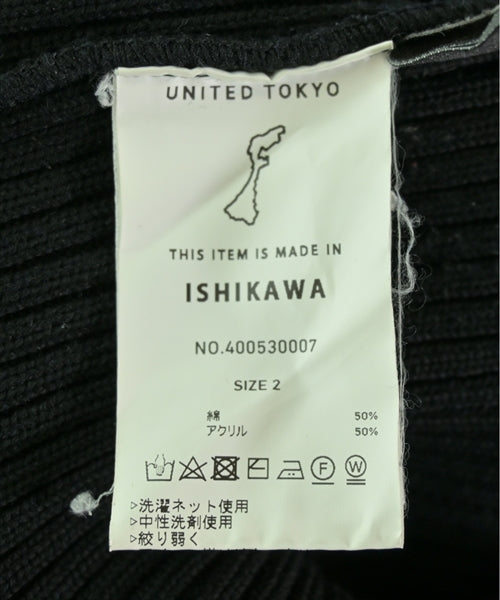 UNITED TOKYO
THIS ITEM IS MADE IN
ISHIKAWA
NO.400530007
SIZE 2
綿 50%
アクリル 50%
F W
>洗濯ネット使用
>中性洗剤使用
>絞り弱く